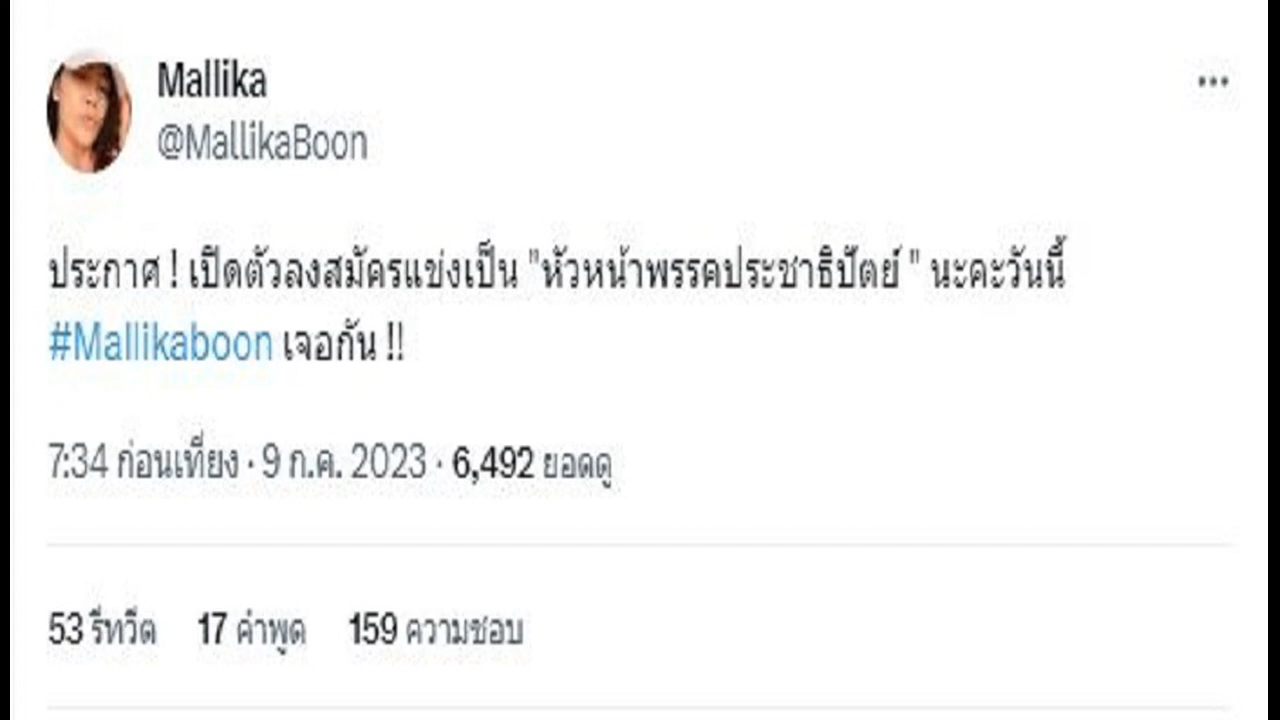 Mallika
@MallikaBoon
ประกาศ ! เปิดตัวลงสมัครแข่งเป็น "หัวหน้าพรรคประชาธิปัตย์ " นะคะวันนี้
#Mallikaboon เจอกัน !!
7:34 ก่อนเที่ยง · 9 ก.ค. 2023 · 6,492 ยอดดู
53 รีทวีต 17 คำพูด 159 ความชอบ